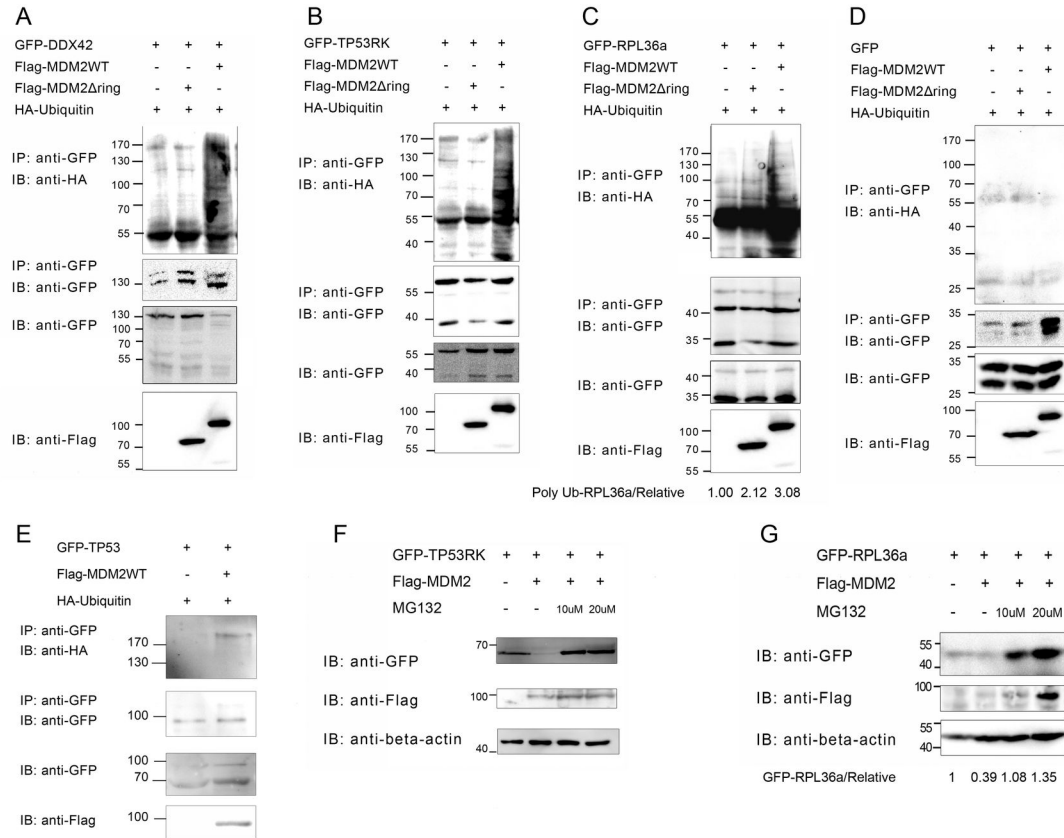 A
GFP-DDX42 + + +
Flag-MDM2WT - - +
Flag-MDM2Δring - + -
HA-Ubiquitin + + +
IP: anti-GFP
IB: anti-HA
170
130
100
70
55
IP: anti-GFP
IB: anti-GFP
130
IB: anti-GFP
130
100
70
55
IB: anti-Flag
100
70
55
B
GFP-TP53RK + + +
Flag-MDM2WT - - +
Flag-MDM2Δring - + -
HA-Ubiquitin + + +
IP: anti-GFP
IB: anti-HA
170
130
100
70
55
40
IP: anti-GFP
IB: anti-GFP
55
40
IB: anti-GFP
55
40
IB: anti-Flag
100
70
55
C
GFP-RPL36a + + +
Flag-MDM2WT - - +
Flag-MDM2Δring - + -
HA-Ubiquitin + + +
IP: anti-GFP
IB: anti-HA
170
130
100
70
55
40
IP: anti-GFP
IB: anti-GFP
40
35
IB: anti-GFP
40
35
IB: anti-Flag
100
70
55
Poly Ub-RPL36a/Relative 1.00 2.12 3.08
D
GFP + + +
Flag-MDM2WT - - +
Flag-MDM2Δring - + -
HA-Ubiquitin + + +
IP: anti-GFP
IB: anti-HA
170
130
100
70
55
35
25
IP: anti-GFP
IB: anti-GFP
35
25
IB: anti-GFP
35
25
IB: anti-Flag
100
70
55
E
GFP-TP53 + +
Flag-MDM2WT - +
HA-Ubiquitin + +
IP: anti-GFP
IB: anti-HA
170
130
IP: anti-GFP
IB: anti-GFP
100
IB: anti-GFP
100
70
IB: anti-Flag
100
F
GFP-TP53RK + + + +
Flag-MDM2 - + + +
MG132 - - 10uM 20uM
IB: anti-GFP
70
IB: anti-Flag
100
IB: anti-beta-actin
40
G
GFP-RPL36a + + + +
Flag-MDM2 - + + +
MG132 - - 10uM 20uM
IB: anti-GFP
55
40
IB: anti-Flag
100
IB: anti-beta-actin
55
40
GFP-RPL36a/Relative 1 0.39 1.08 1.35